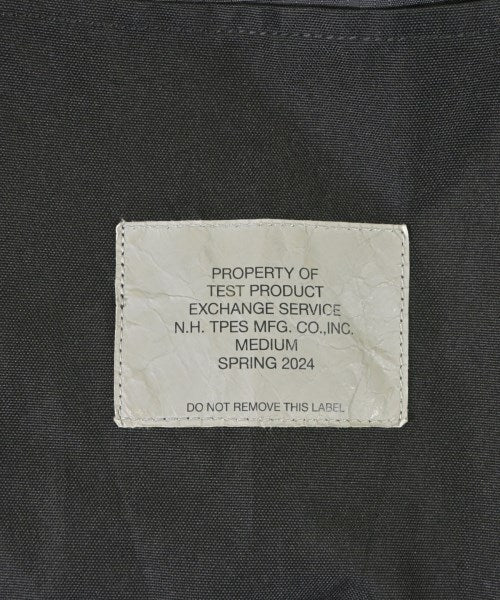 PROPERTY OF
TEST PRODUCT
EXCHANGE SERVICE
N.H. TPES MFG. CO.,INC.
MEDIUM
SPRING 2024
DO NOT REMOVE THIS LABEL